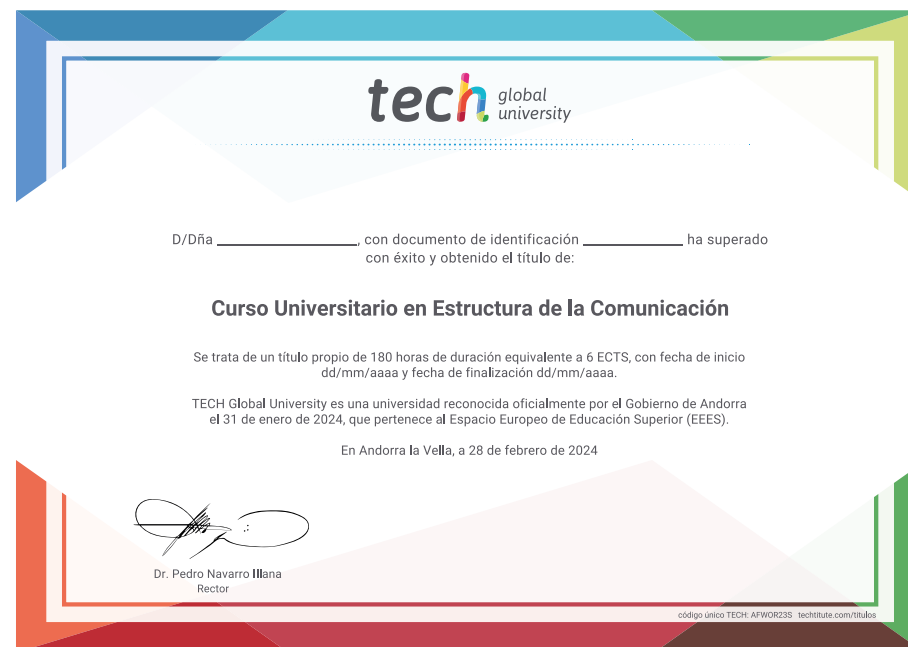 tech global university
D/Dña ____________________, con documento de identificación ______________ ha superado
con éxito y obtenido el título de:
Curso Universitario en Estructura de la Comunicación
Se trata de un título propio de 180 horas de duración equivalente a 6 ECTS, con fecha de inicio
dd/mm/aaaa y fecha de finalización dd/mm/aaaa.
TECH Global University es una universidad reconocida oficialmente por el Gobierno de Andorra
el 31 de enero de 2024, que pertenece al Espacio Europeo de Educación Superior (EEES).
En Andorra la Vella, a 28 de febrero de 2024
Dr. Pedro Navarro Illana
Rector
código único TECH: AFWOR23S techtitute.com/titulos